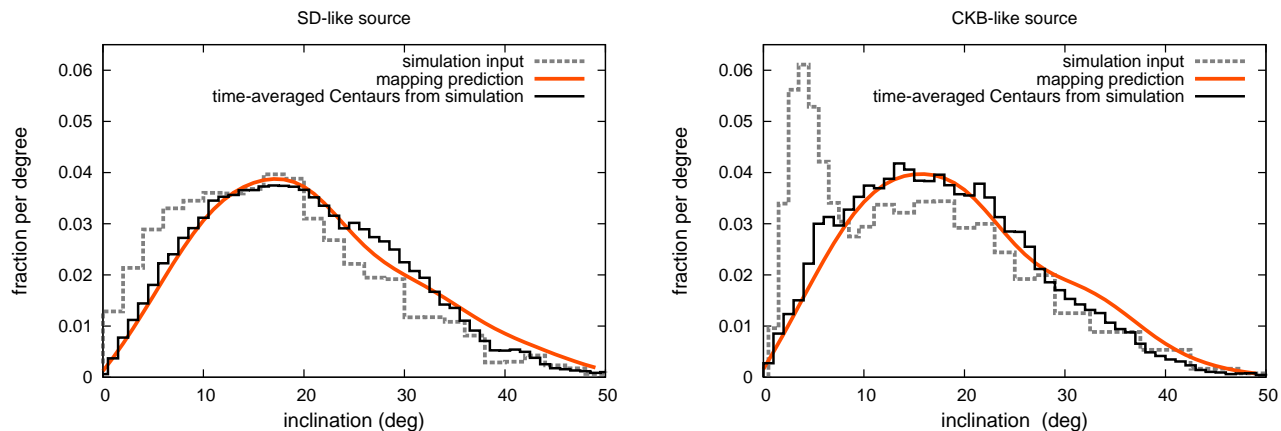 SD-like source
simulation input
mapping prediction
time-averaged Centaurs from simulation
fraction per degree
0.06
0.05
0.04
0.03
0.02
0.01
0
0 10 20 30 40 50
inclination (deg)
CKB-like source
simulation input
mapping prediction
time-averaged Centaurs from simulation
fraction per degree
0.06
0.05
0.04
0.03
0.02
0.01
0
0 10 20 30 40 50
inclination (deg)